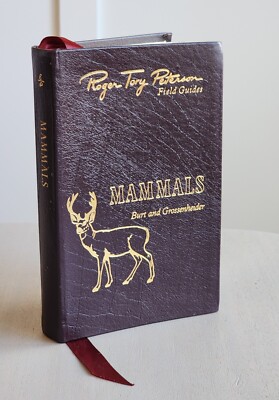 Roger Tory Peterson
Field Guides
MAMMALS
Burt and Grossenheider
MAMMALS